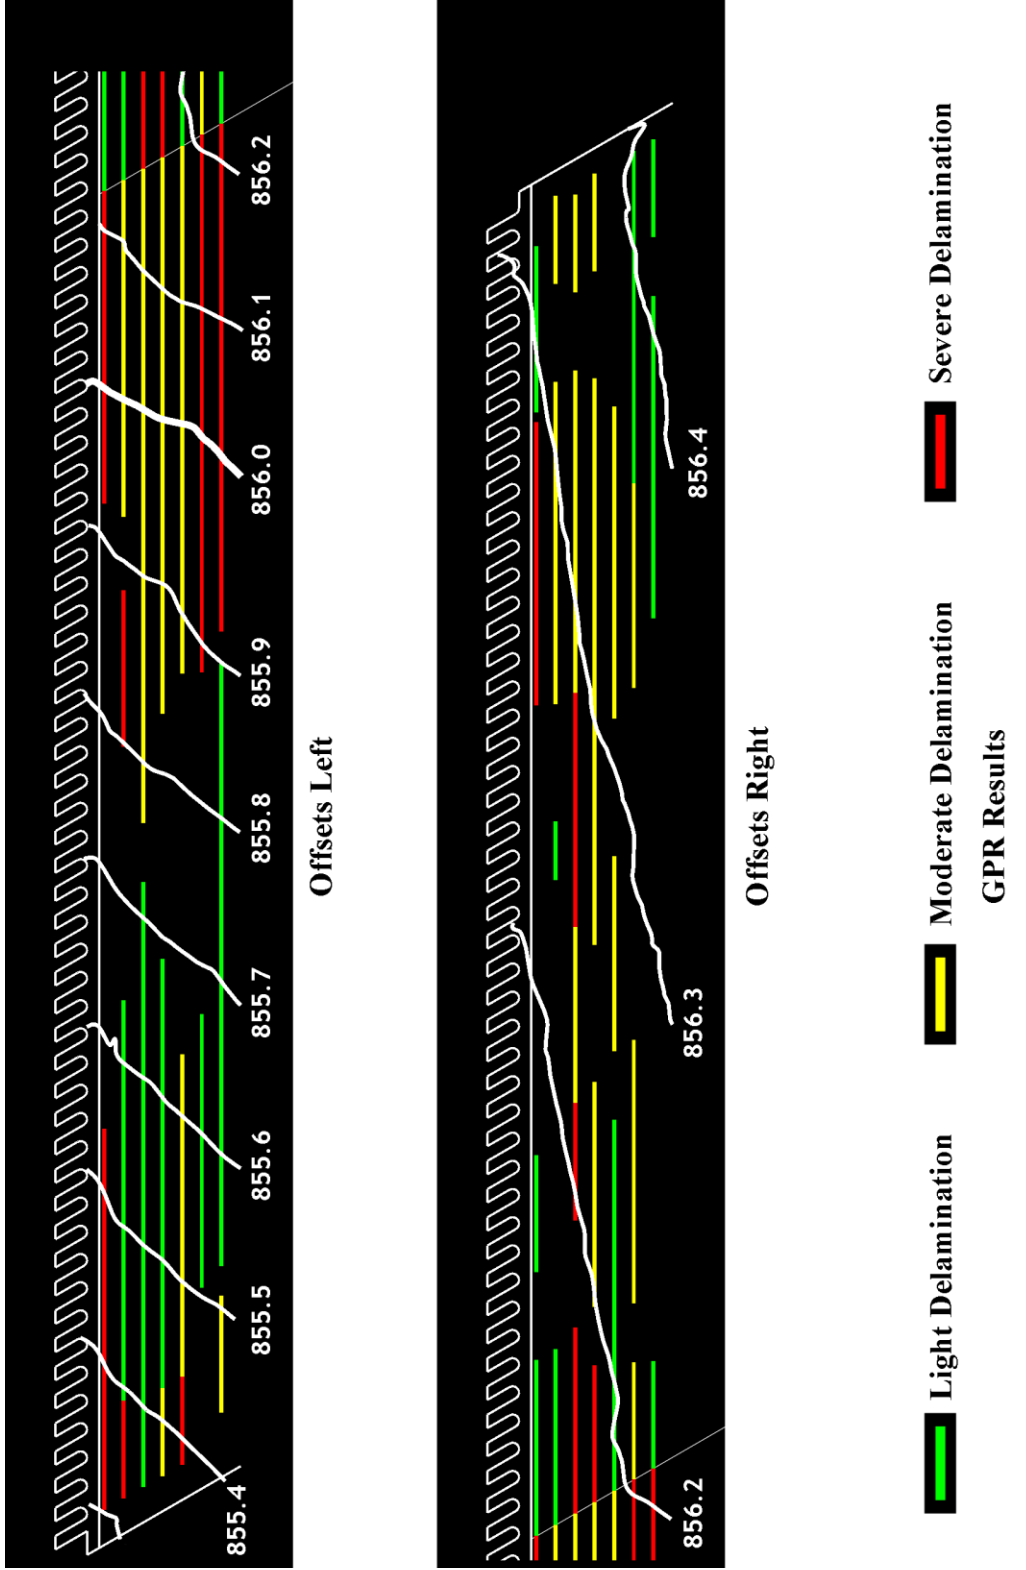 855.4
855.5
855.6
855.7
855.8
855.9
856.0
856.1
856.2
Offsets Left
856.2
856.3
856.4
Offsets Right
Light Delamination
Moderate Delamination
Severe Delamination
GPR Results